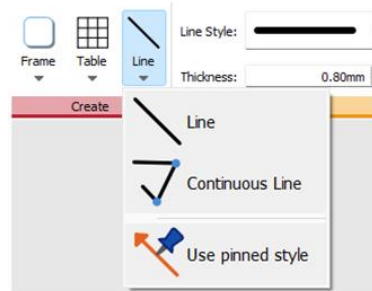 Frame
Table
Line
Line Style:
Thickness:
0.80mm
Create
Line
Continuous Line
Use pinned style